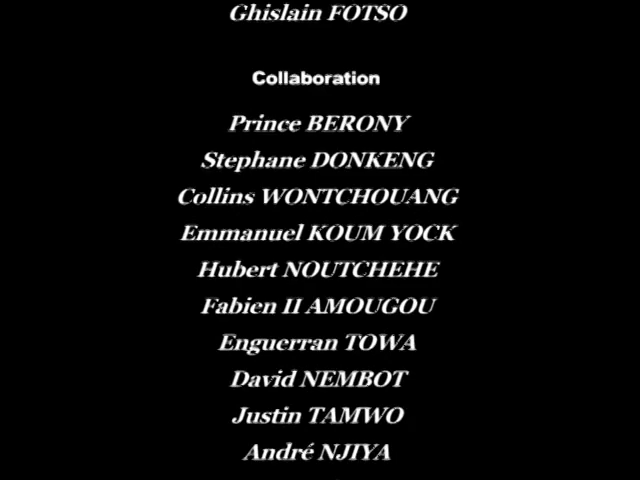 Ghislain FOTSO
Collaboration
Prince BERONY
Stephane DONKENG
Collins WONTCHOUANG
Emmanuel KOUM YOCK
Hubert NOUTCHEHE
Fabien II AMOUGOU
Enguerran TOWA
David NEMBOT
Justin TAMWO
André NJIYA